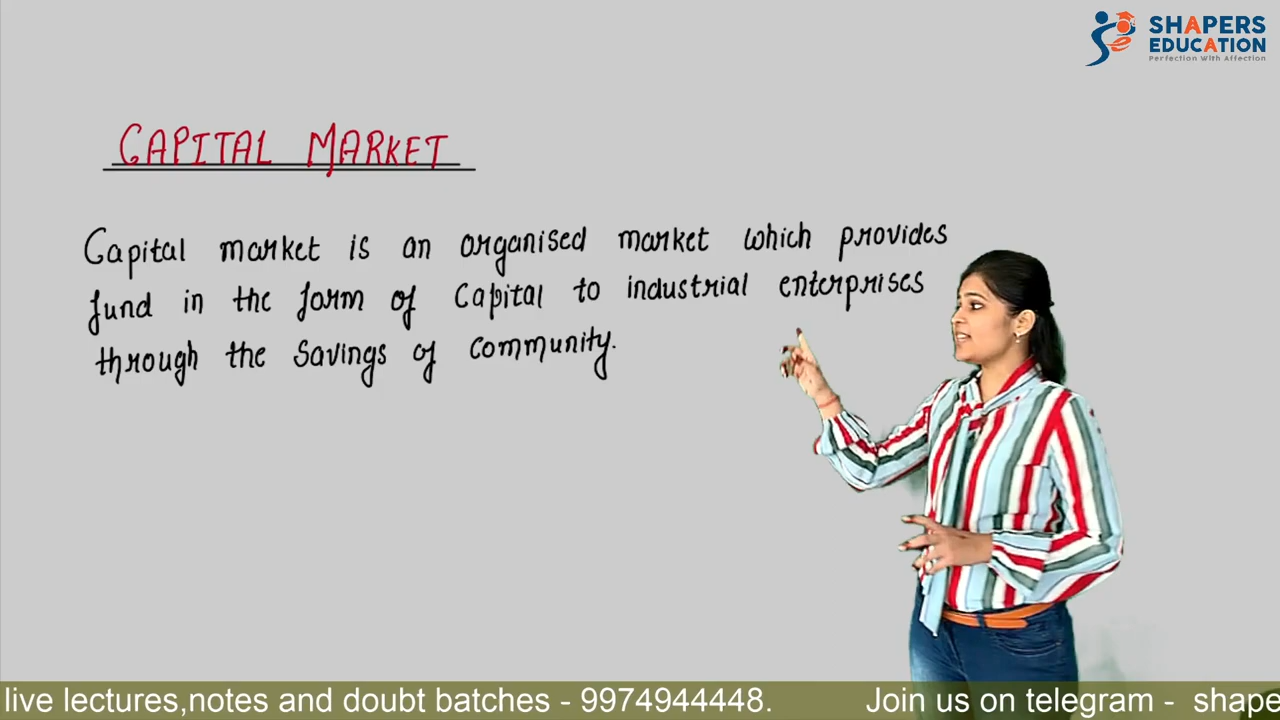 SHAPERS
EDUCATION
Perfection With Affection
CAPITAL MARKET
Capital market is an organised market which provides
fund in the form of Capital to industrial enterprises
through the savings of community.
live lectures,notes and doubt batches - 9974944448. Join us on telegram - shape